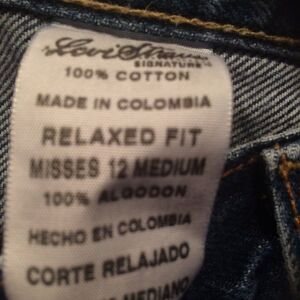 Levi Strauss
SIGNATURE
100% COTTON
MADE IN COLOMBIA
RELAXED FIT
MISSES 12 MEDIUM
100% ALGODON
HECHO EN COLOMBIA
CORTE RELAJADO
MEDIANO